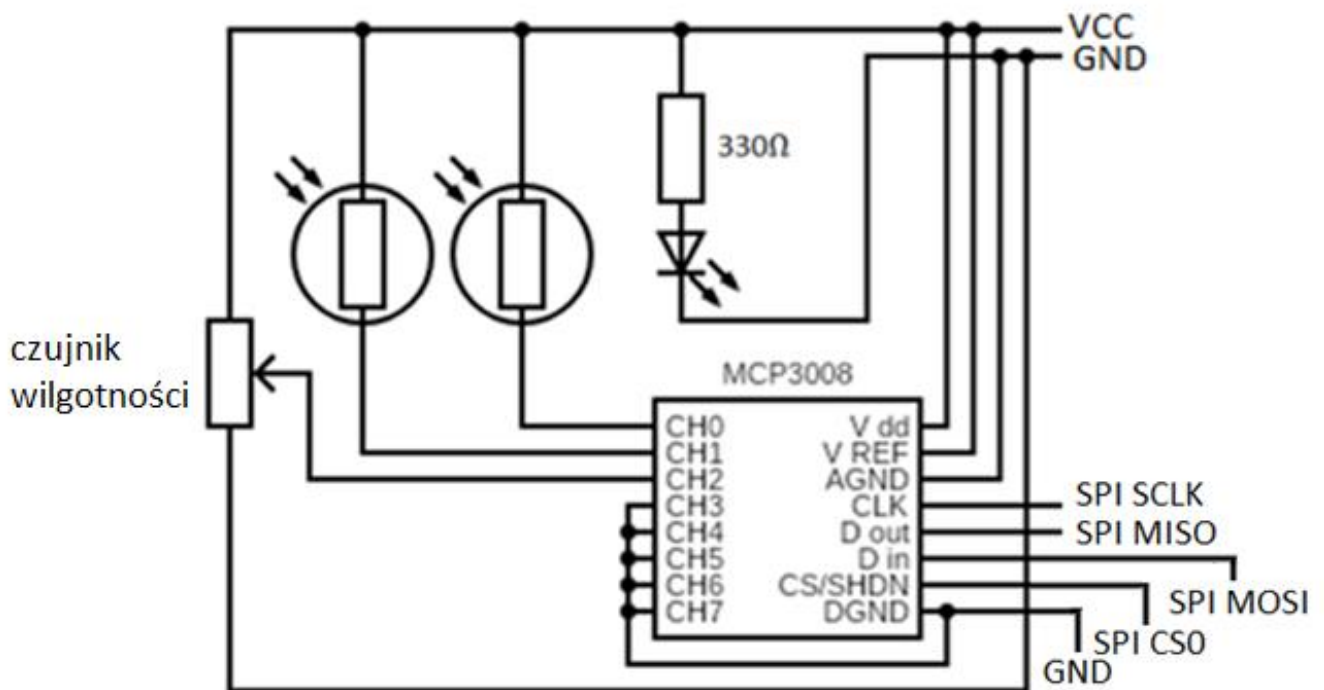 VCC
GND
330Ω
czujnik
wilgotności
MCP3008
CH0
CH1
CH2
CH3
CH4
CH5
CH6
CH7
V dd
V REF
AGND
CLK
D out
D in
CS/SHDN
DGND
SPI SCLK
SPI MISO
SPI MOSI
SPI CS0
GND